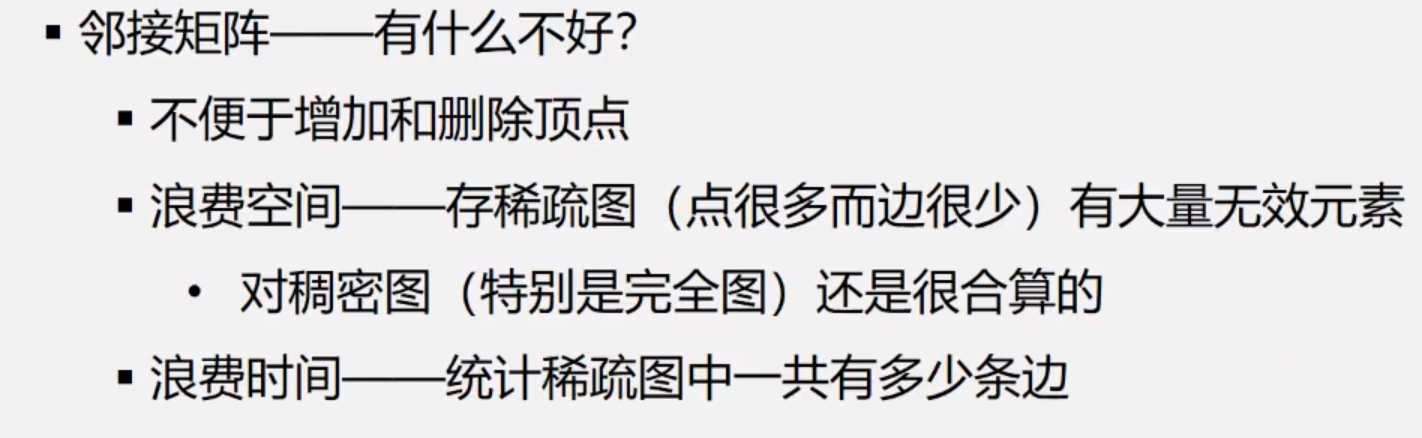 ▪ 邻接矩阵——有什么不好？
▪ 不便于增加和删除顶点
▪ 浪费空间——存稀疏图（点很多而边很少）有大量无效元素
• 对稠密图（特别是完全图）还是很合算的
▪ 浪费时间——统计稀疏图中一共有多少条边